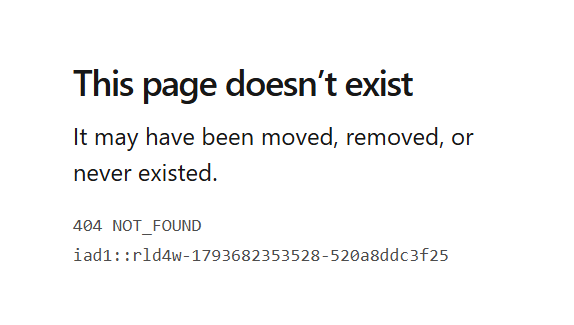 This page doesn’t exist
It may have been moved, removed, or
never existed.
404 NOT_FOUND
iad1::rld4w-1793682353528-520a8ddc3f25